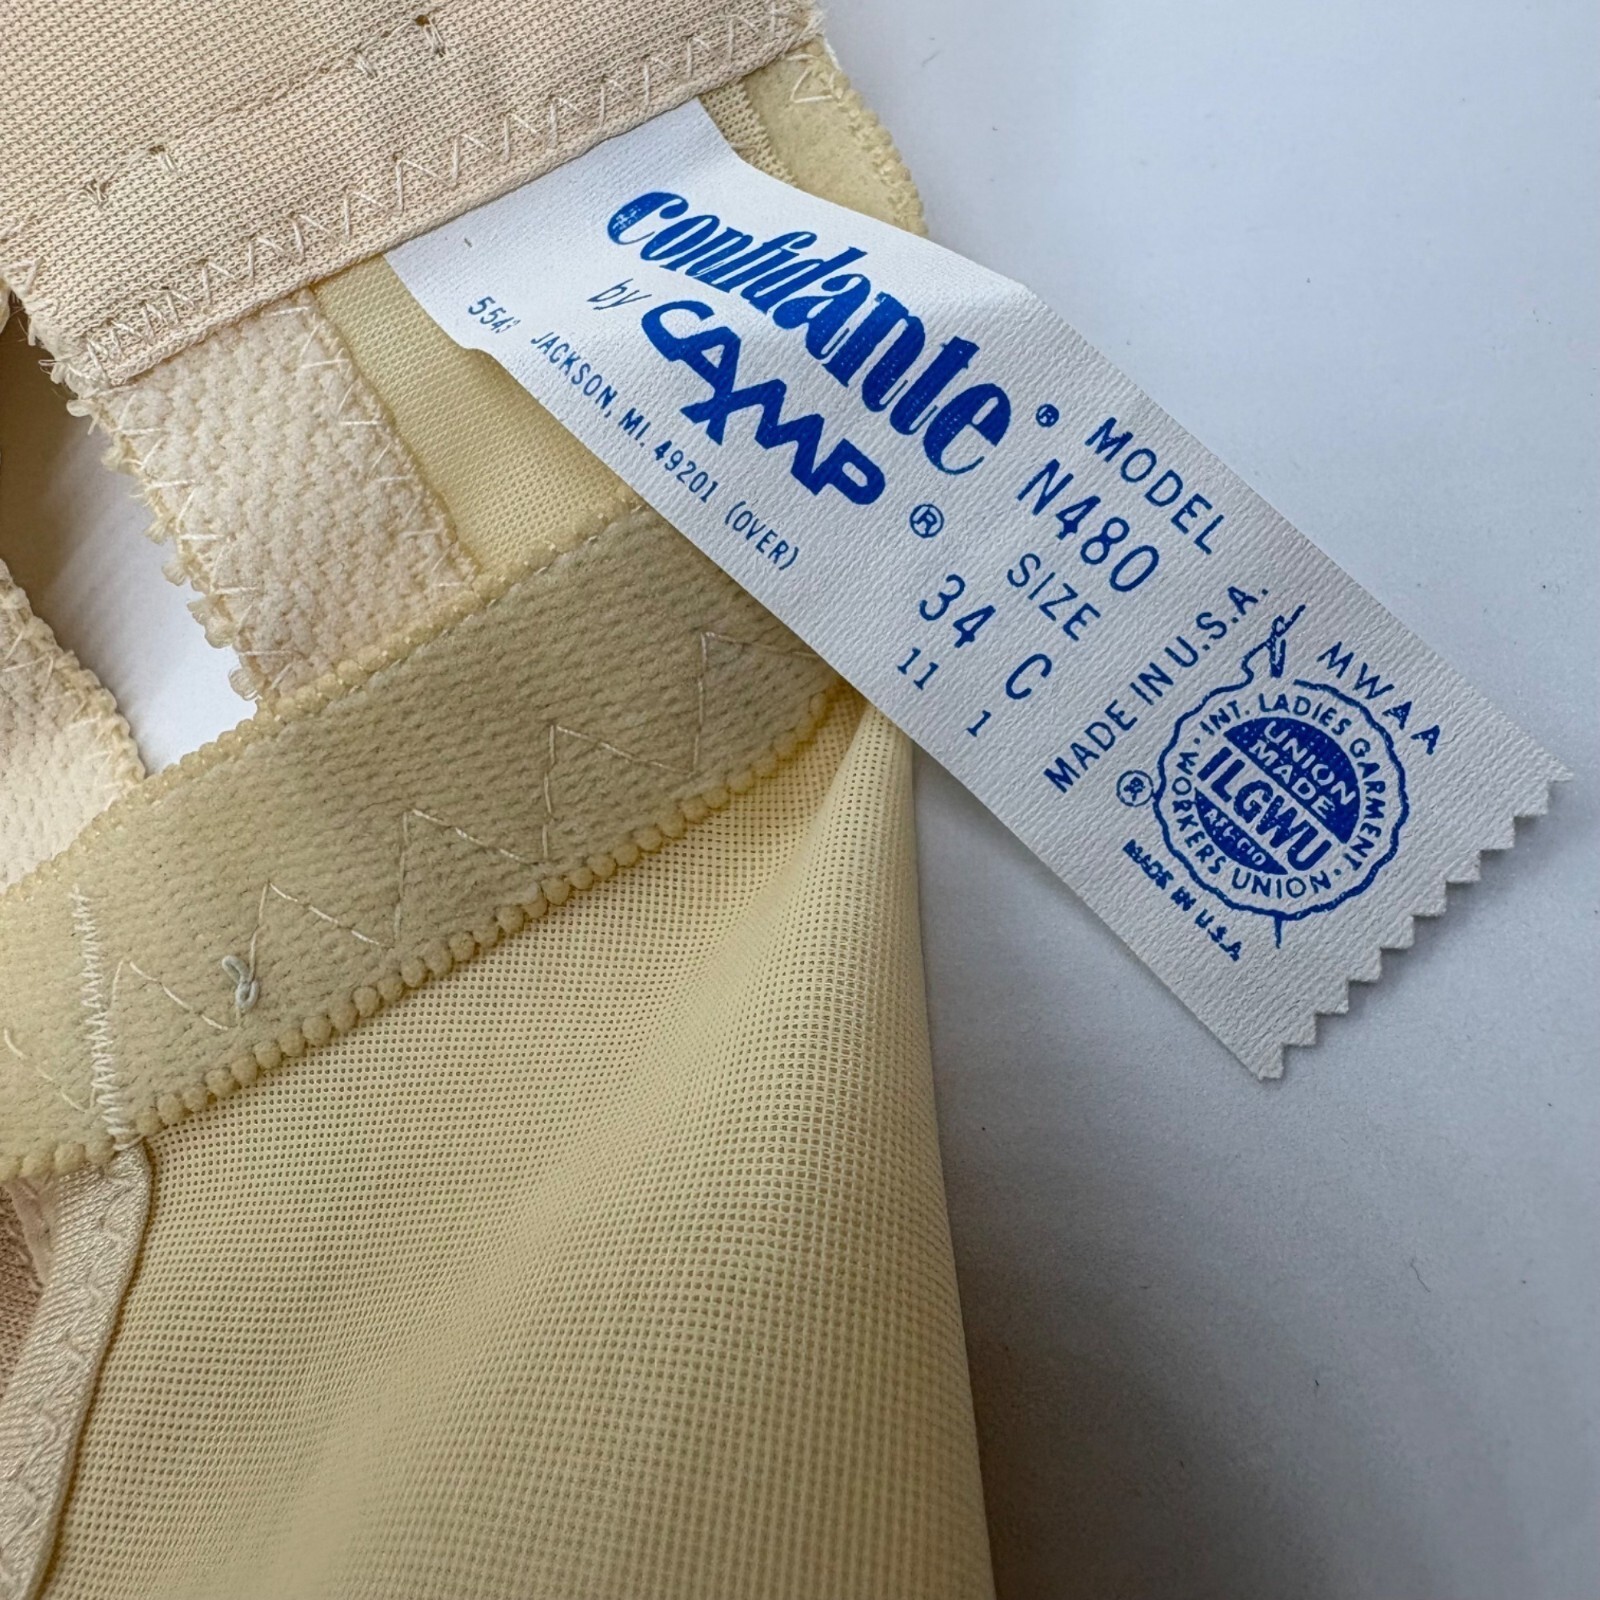 Confidante®
by CAMP®
JACKSON, MI. 49201 (OVER)
MODEL
N480
SIZE
34 C
11 1
MADE IN U.S.A.
MWAA
INT. LADIES GARMENT WORKERS UNION
UNION
MADE
ILGWU
AFL-CIO
®
MADE IN U.S.A